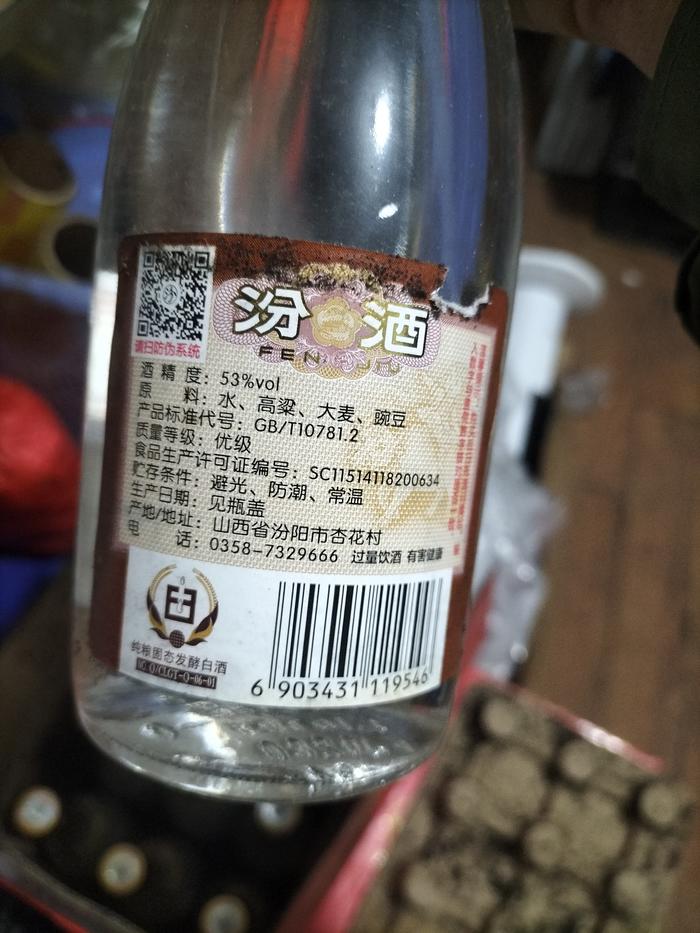 汾酒
FEN JIU
请扫防伪系统
酒精度：53%vol
原料：水、高粱、大麦、豌豆
产品标准代号：GB/T10781.2
质量等级：优级
食品生产许可证编号：SC11514118200634
贮存条件：避光、防潮、常温
生产日期：见瓶盖
产地/地址：山西省汾阳市杏花村
电话：0358-7329666 过量饮酒 有害健康
纯粮固态发酵白酒
6 903431 119546